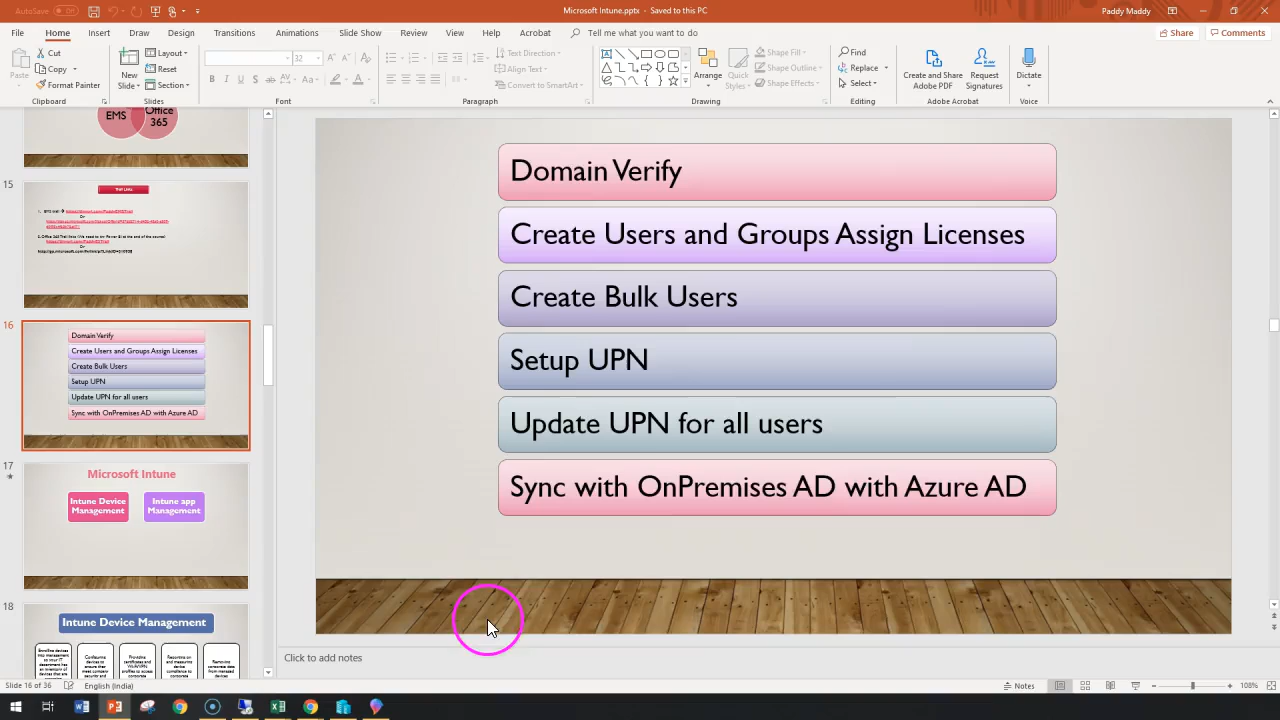 AutoSave Off
Microsoft Intune.pptx - Saved to this PC
Paddy Maddy
File Home Insert Draw Design Transitions Animations Slide Show Review View Help Acrobat Tell me what you want to do
Share Comments
Paste
Cut
Copy
Format Painter
Clipboard
New Slide
Layout
Reset
Section
Slides
32
Font
Text Direction
Align Text
Convert to SmartArt
Paragraph
Arrange
Quick Styles
Shape Fill
Shape Outline
Shape Effects
Drawing
Find
Replace
Select
Editing
Create and Share Adobe PDF
Request Signatures
Adobe Acrobat
Dictate
Voice
EMS
Office 365
15
16
Domain Verify
Create Users and Groups Assign Licenses
Create Bulk Users
Setup UPN
Update UPN for all users
Sync with OnPremises AD with Azure AD
17
Microsoft Intune
Intune Device Management
Intune app Management
18
Intune Device Management
Domain Verify
Create Users and Groups Assign Licenses
Create Bulk Users
Setup UPN
Update UPN for all users
Sync with OnPremises AD with Azure AD
Click to add notes
Slide 16 of 36
English (India)
Notes
108%